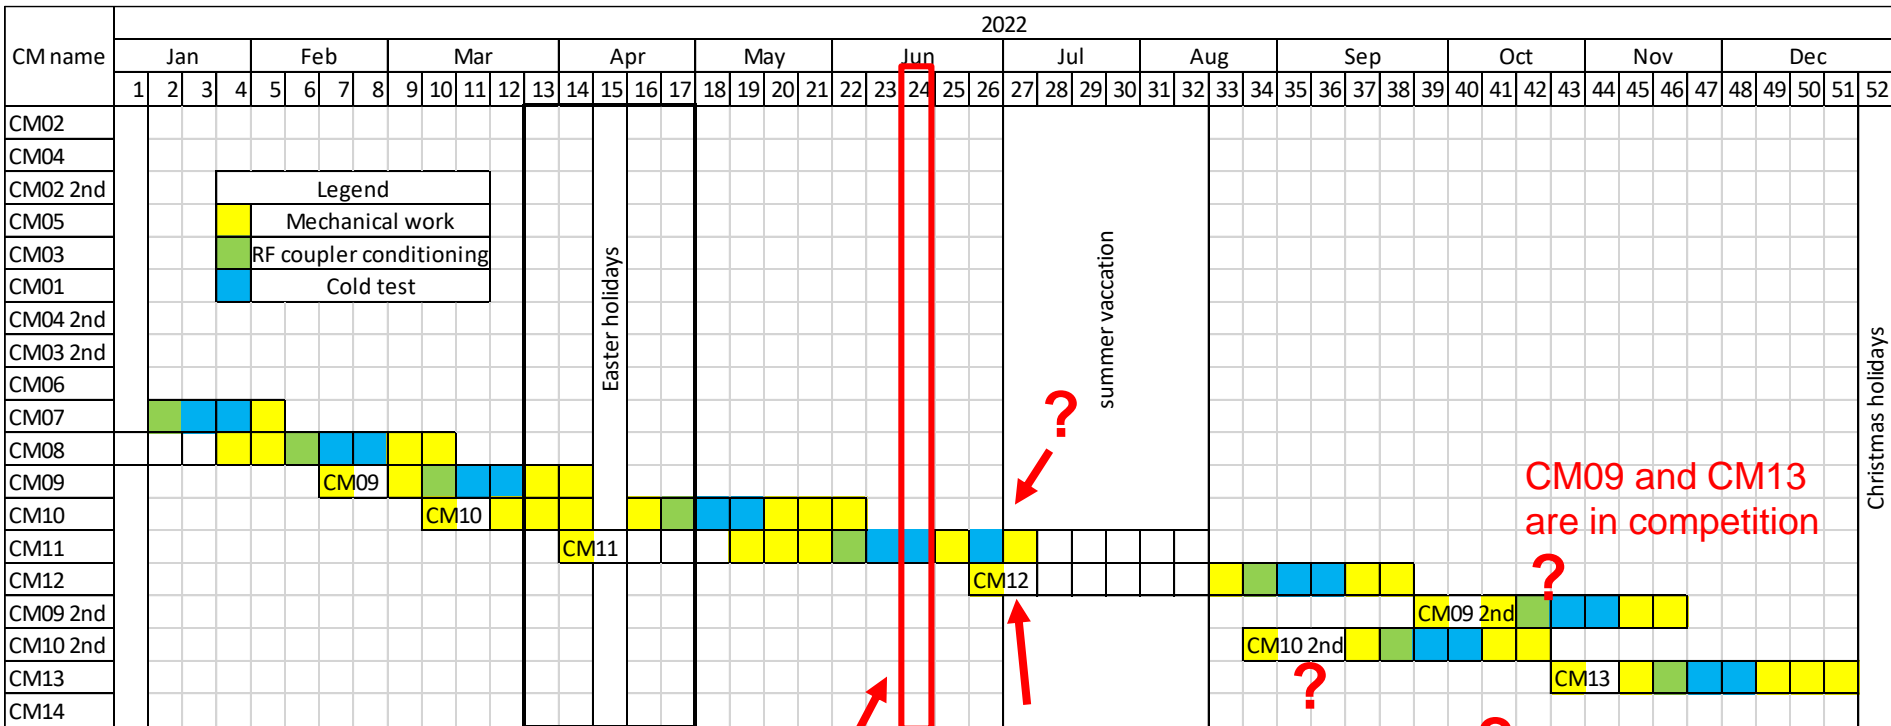 2022
CM name Jan Feb Mar Apr May Jun Jul Aug Sep Oct Nov Dec
1 2 3 4 5 6 7 8 9 10 11 12 13 14 15 16 17 18 19 20 21 22 23 24 25 26 27 28 29 30 31 32 33 34 35 36 37 38 39 40 41 42 43 44 45 46 47 48 49 50 51 52
CM02
CM04
CM02 2nd
Legend
CM05
Mechanical work
CM03
RF coupler conditioning
CM01
Cold test
CM04 2nd
CM03 2nd
CM06
Easter holidays
summer vaccation
Christmas holidays
CM07
?
CM08
CM09 CM09
CM09 and CM13
are in competition
CM10 CM10
CM11 CM11
CM12 CM12
?
CM09 2nd CM09 2nd
CM10 2nd CM10 2nd
?
CM13 CM13
CM14
?